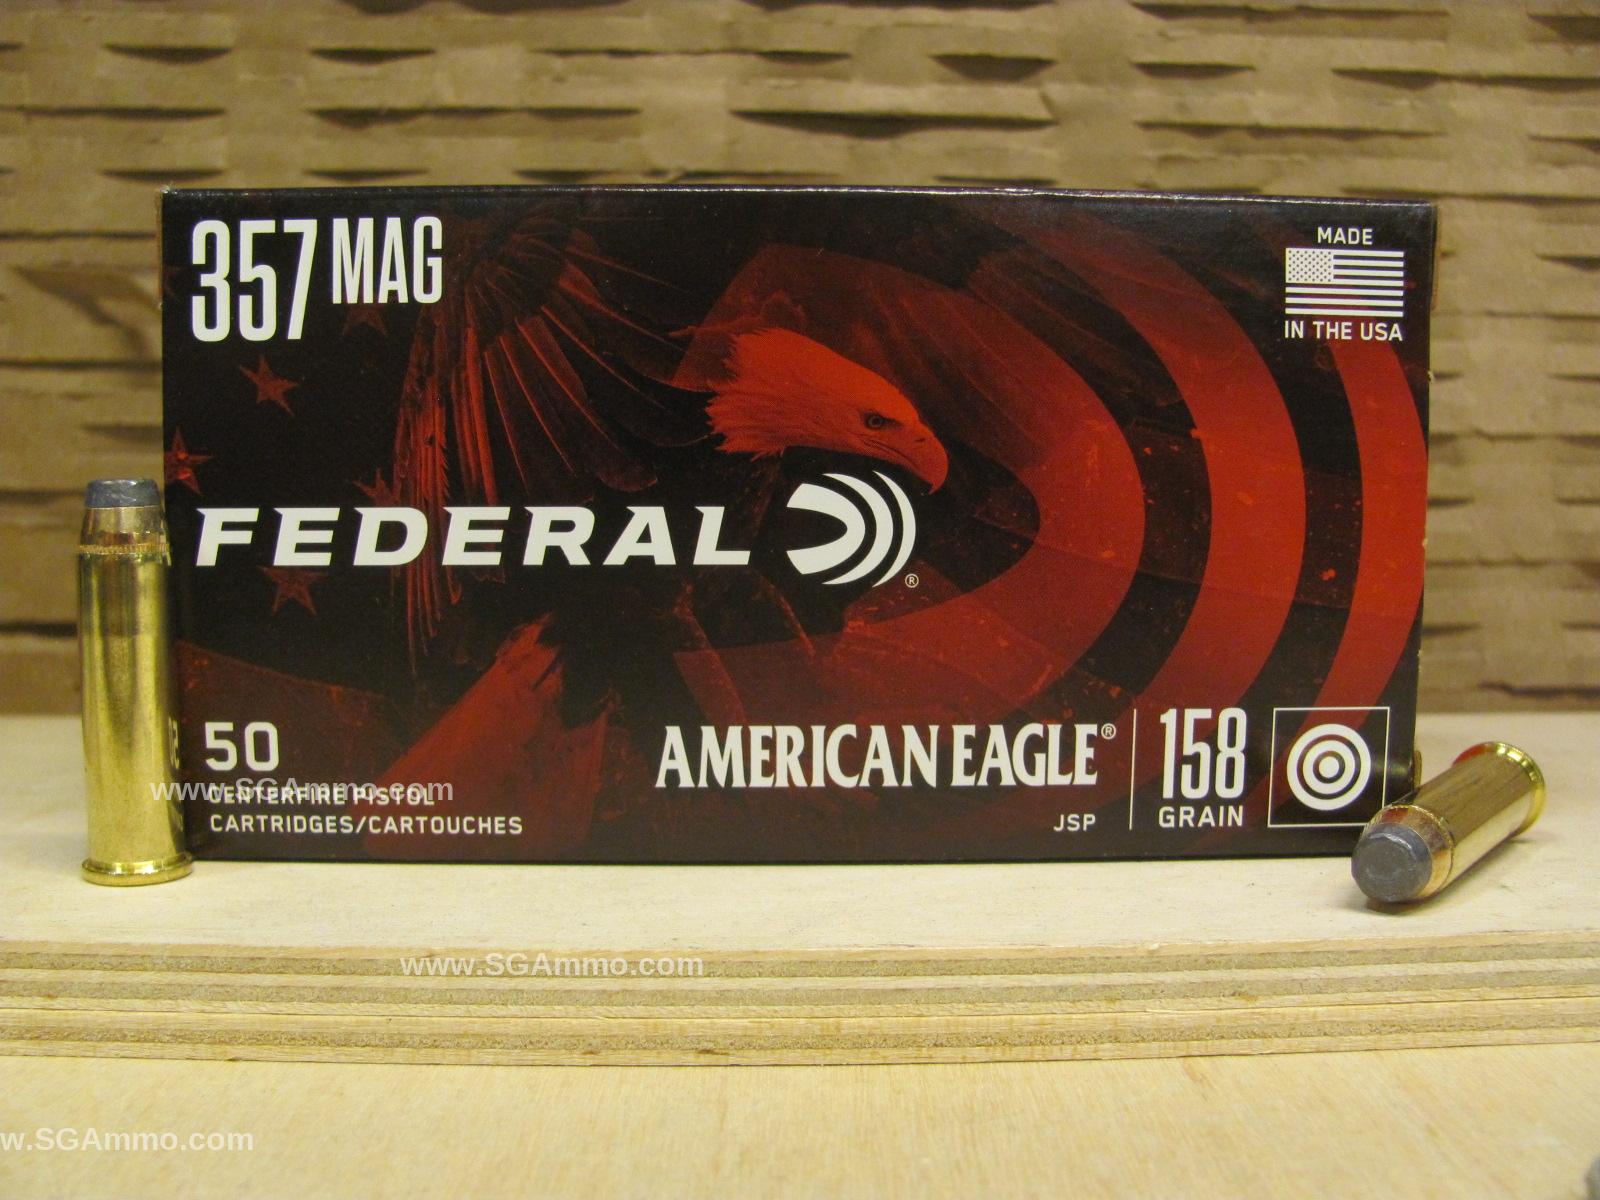 357 MAG
MADE
IN THE USA
FEDERAL
®
50
CENTERFIRE PISTOL
CARTRIDGES/CARTOUCHES
AMERICAN EAGLE®
JSP
158
GRAIN
www.SGAmmo.com
www.SGAmmo.com
w.SGAmmo.com